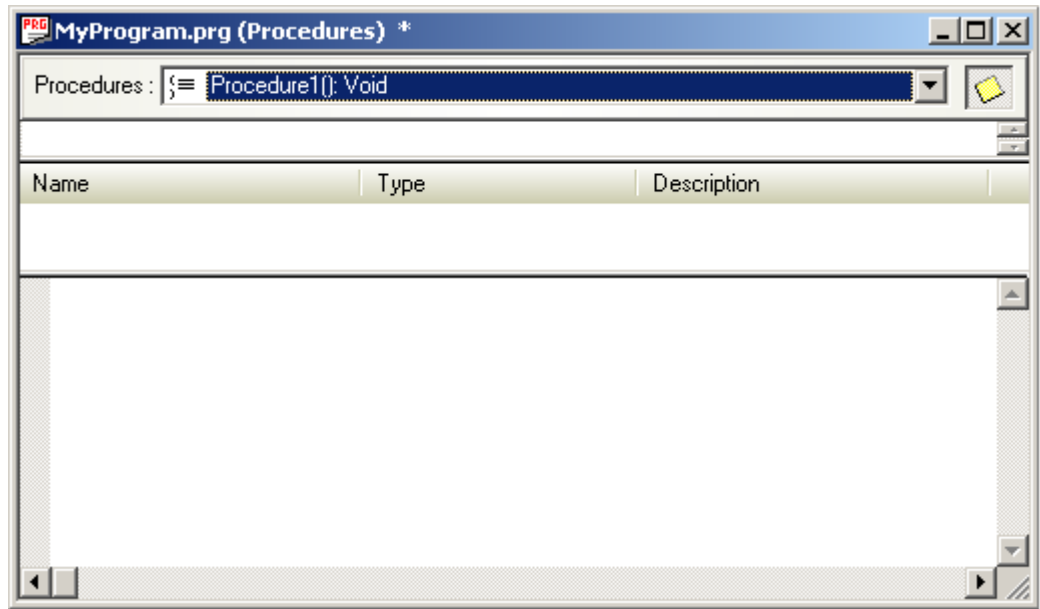 PRG MyProgram.prg (Procedures) *
Procedures : Procedure1(): Void
Name Type Description